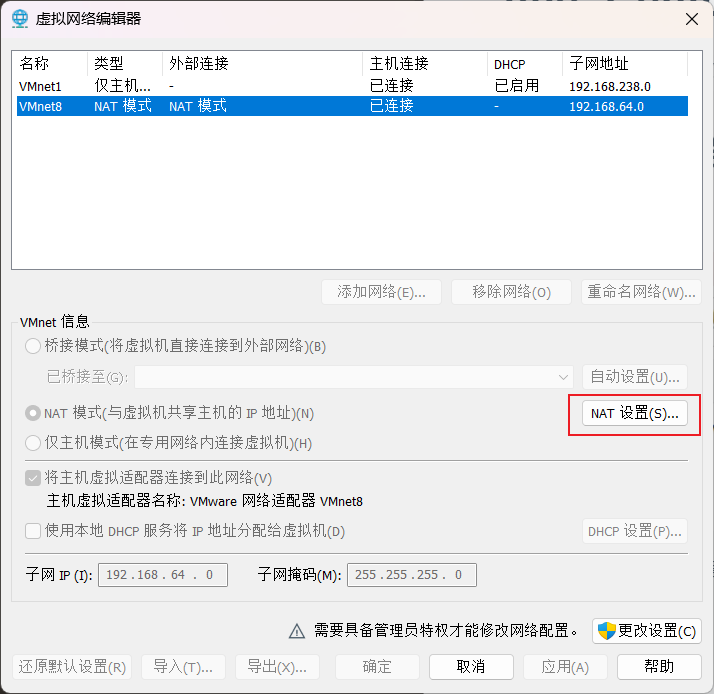 虚拟网络编辑器
名称 类型 外部连接 主机连接 DHCP 子网地址
VMnet1 仅主机... - 已连接 已启用 192.168.238.0
VMnet8 NAT 模式 NAT 模式 已连接 - 192.168.64.0
添加网络(E)... 移除网络(O) 重命名网络(W)...
VMnet 信息
桥接模式(将虚拟机直接连接到外部网络)(B)
已桥接至(G): 自动设置(U)...
NAT 模式(与虚拟机共享主机的 IP 地址)(N) NAT 设置(S)...
仅主机模式(在专用网络内连接虚拟机)(H)
将主机虚拟适配器连接到此网络(V)
主机虚拟适配器名称: VMware 网络适配器 VMnet8
使用本地 DHCP 服务将 IP 地址分配给虚拟机(D) DHCP 设置(P)...
子网 IP (I): 192 . 168 . 64 . 0 子网掩码(M): 255 . 255 . 255 . 0
需要具备管理员特权才能修改网络配置。 更改设置(C)
还原默认设置(R) 导入(T)... 导出(X)... 确定 取消 应用(A) 帮助